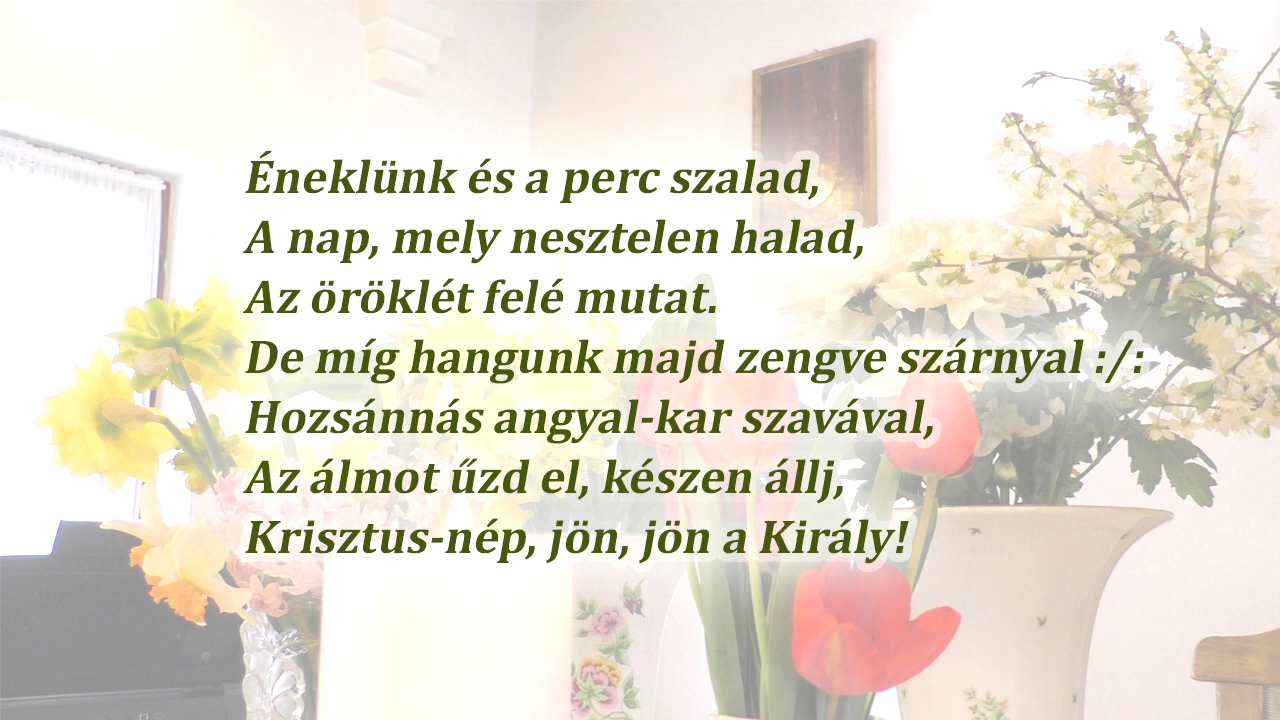 Éneklünk és a perc szalad,
A nap, mely nesztelen halad,
Az öröklét felé mutat.
De míg hangunk majd zengve szárnyal :/:
Hozsánnás angyal-kar szavával,
Az álmot űzd el, készen állj,
Krisztus-nép, jön, jön a Király!